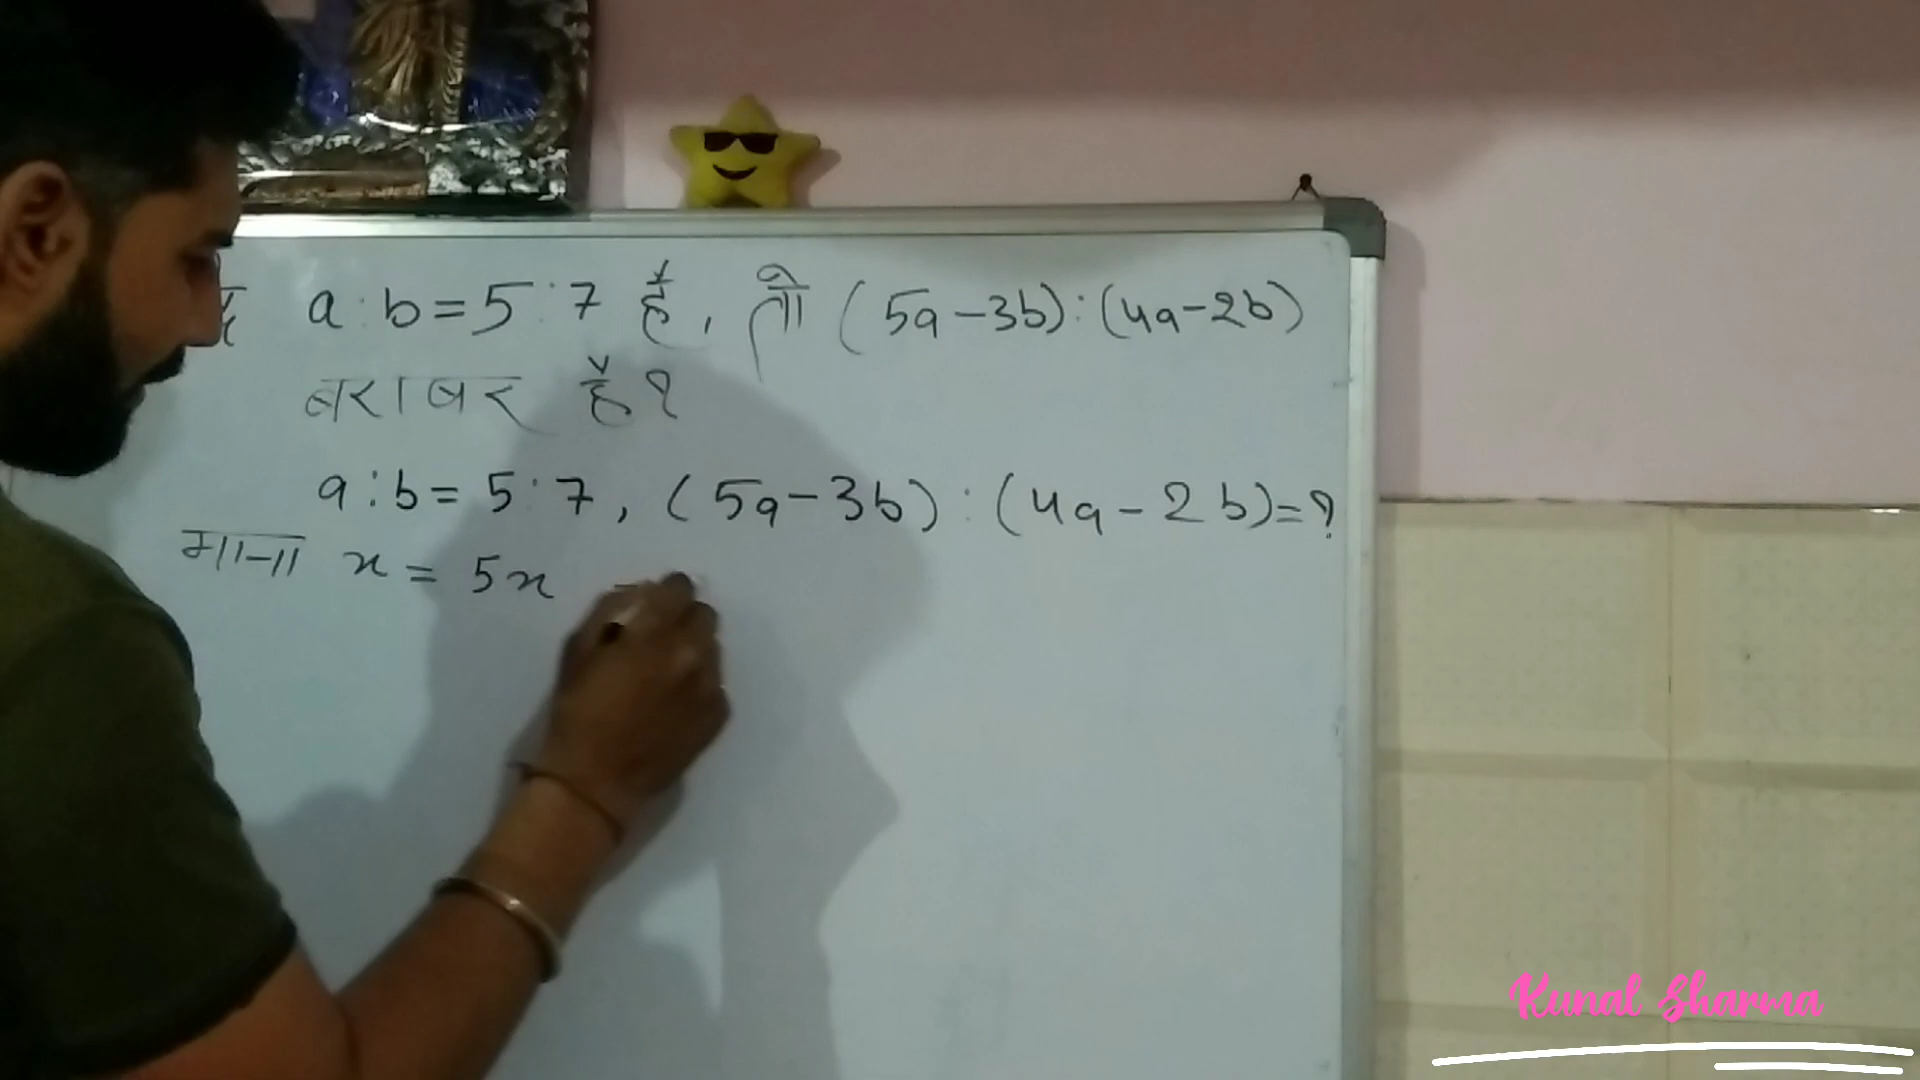 a:b=5:7 है, तो (5a-3b):(4a-2b)
बराबर है?
a:b=5:7, (5a-3b):(4a-2b)=?
माना x = 5x
Kunal Sharma